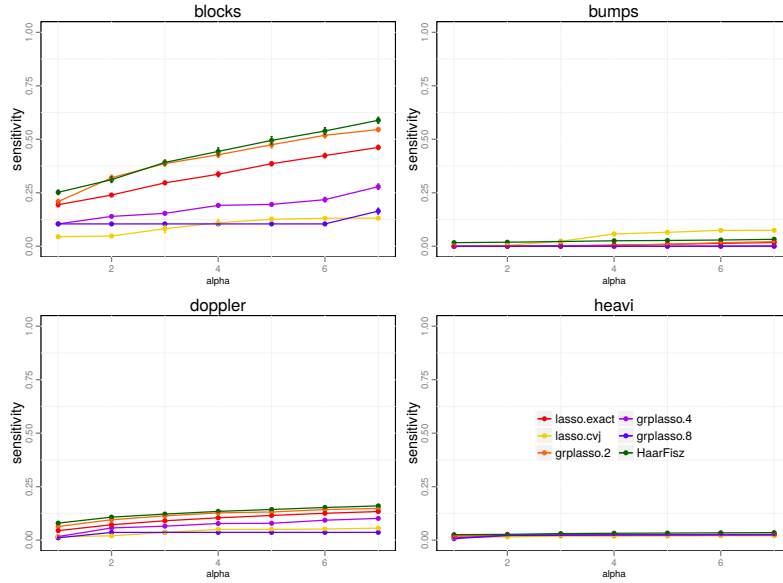 blocks
bumps
1.00
0.75
0.50
0.25
0.00
sensitivity
2
4
6
alpha
1.00
0.75
0.50
0.25
0.00
sensitivity
2
4
6
alpha
doppler
heavi
1.00
0.75
0.50
0.25
0.00
sensitivity
2
4
6
alpha
1.00
0.75
0.50
0.25
0.00
sensitivity
lasso.exact
grplasso.4
lasso.cvj
grplasso.8
grplasso.2
HaarFisz
2
4
6
alpha